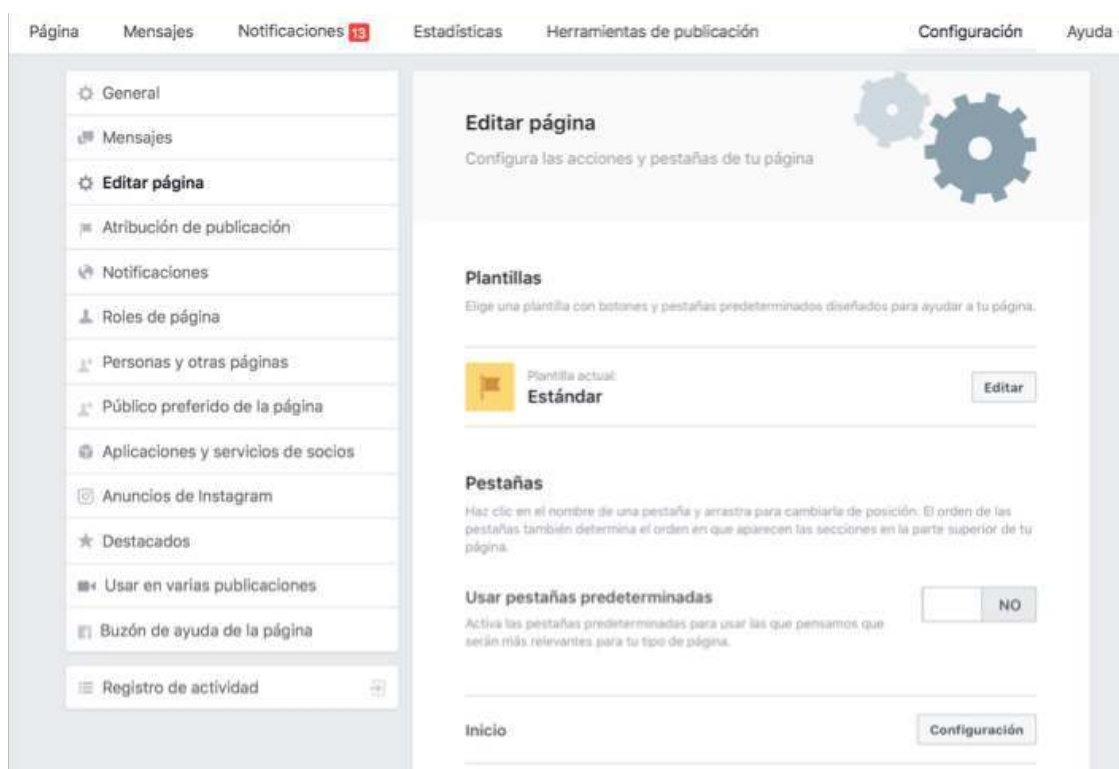 Página Mensajes Notificaciones 13 Estadísticas Herramientas de publicación Configuración Ayuda
General
Mensajes
Editar página
Atribución de publicación
Notificaciones
Roles de página
Personas y otras páginas
Público preferido de la página
Aplicaciones y servicios de socios
Anuncios de Instagram
Destacados
Usar en varias publicaciones
Buzón de ayuda de la página
Registro de actividad
Editar página
Configura las acciones y pestañas de tu página
Plantillas
Elige una plantilla con botones y pestañas predeterminados diseñados para ayudar a tu página.
Plantilla actual:
Estándar
Editar
Pestañas
Haz clic en el nombre de una pestaña y arrastra para cambiarla de posición. El orden de las
pestañas también determina el orden en que aparecen las secciones en la parte superior de tu
página.
Usar pestañas predeterminadas
NO
Activa las pestañas predeterminadas para usar las que pensamos que
serán más relevantes para tu tipo de página.
Inicio
Configuración